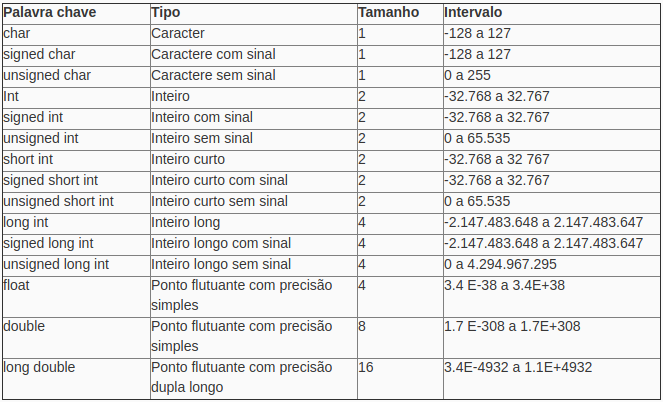 Palavra chave Tipo Tamanho Intervalo
char Caracter 1 -128 a 127
signed char Caractere com sinal 1 -128 a 127
unsigned char Caractere sem sinal 1 0 a 255
Int Inteiro 2 -32.768 a 32.767
signed int Inteiro com sinal 2 -32.768 a 32.767
unsigned int Inteiro sem sinal 2 0 a 65.535
short int Inteiro curto 2 -32.768 a 32 767
signed short int Inteiro curto com sinal 2 -32.768 a 32.767
unsigned short int Inteiro curto sem sinal 2 0 a 65.535
long int Inteiro long 4 -2.147.483.648 a 2.147.483.647
signed long int Inteiro longo com sinal 4 -2.147.483.648 a 2.147.483.647
unsigned long int Inteiro longo sem sinal 4 0 a 4.294.967.295
float Ponto flutuante com precisão 4 3.4 E-38 a 3.4E+38
simples
double Ponto flutuante com precisão 8 1.7 E-308 a 1.7E+308
simples
long double Ponto flutuante com precisão 16 3.4E-4932 a 1.1E+4932
dupla longo